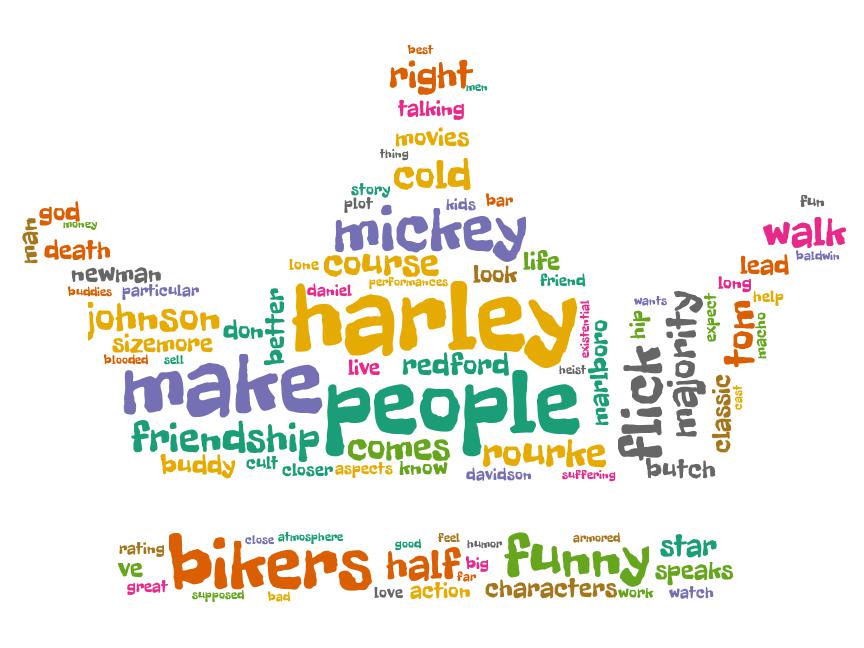 best
right
men
talking
movies
thing
cold
story
plot
kids
bar
fun
god
money
man
mickey
walk
death
baldwin
newman
lone
course
look
life
lead
buddies
particular
daniel
performances
friend
long
help
johnson
don
better
harley
existential
wants
hip
majority
expect
tom
macho
sizemore
blooded
sell
live
redford
heist
marlboro
flick
classic
cast
make
people
friendship
comes
rourke
butch
buddy
cult
closer
aspects
know
davidson
suffering
rating
close
atmosphere
good
feel
humor
armored
star
ve
bikers
half
big
funny
speaks
great
far
supposed
bad
love
action
characters
work
watch